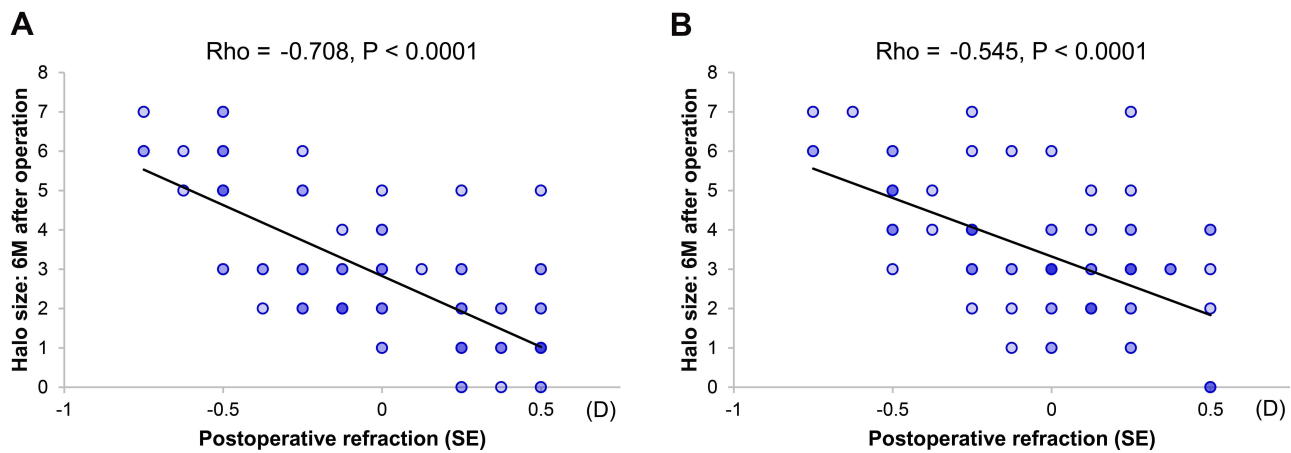 A
Rho = -0.708, P < 0.0001
Halo size: 6M after operation
8
7
6
5
4
3
2
1
0
-1
-0.5
0
0.5
(D)
Postoperative refraction (SE)
B
Rho = -0.545, P < 0.0001
Halo size: 6M after operation
8
7
6
5
4
3
2
1
0
-1
-0.5
0
0.5
(D)
Postoperative refraction (SE)